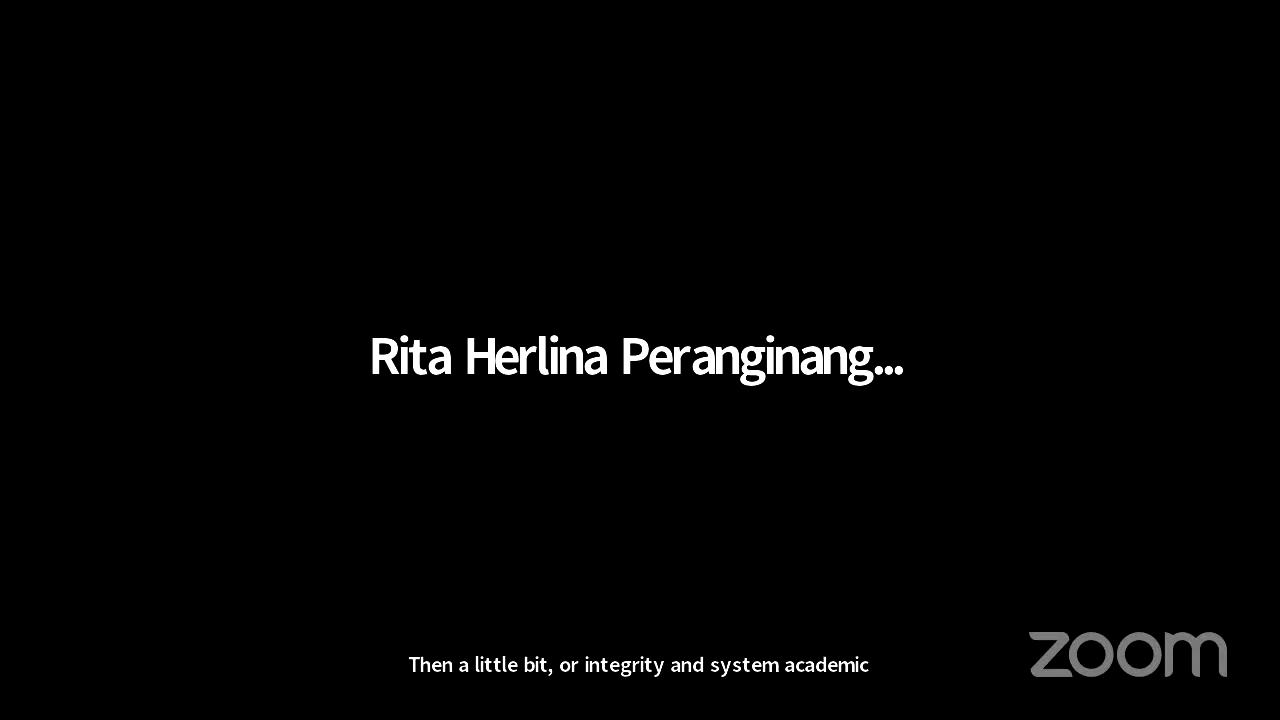 Rita Herlina Peranginang...
Then a little bit, or integrity and system academic
zoom